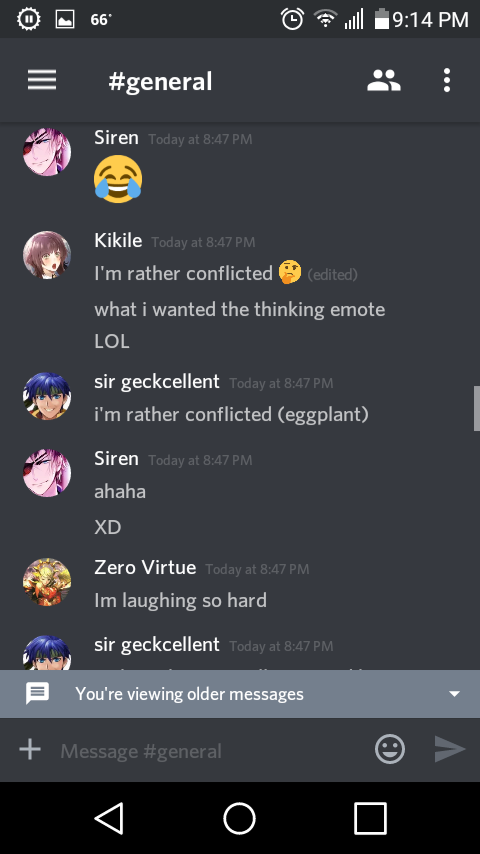 66°
9:14 PM
#general
Siren Today at 8:47 PM
Kikile Today at 8:47 PM
I'm rather conflicted (edited)
what i wanted the thinking emote
LOL
sir geckcellent Today at 8:47 PM
i'm rather conflicted (eggplant)
Siren Today at 8:47 PM
ahaha
XD
Zero Virtue Today at 8:47 PM
Im laughing so hard
sir geckcellent Today at 8:47 PM
You're viewing older messages
Message #general